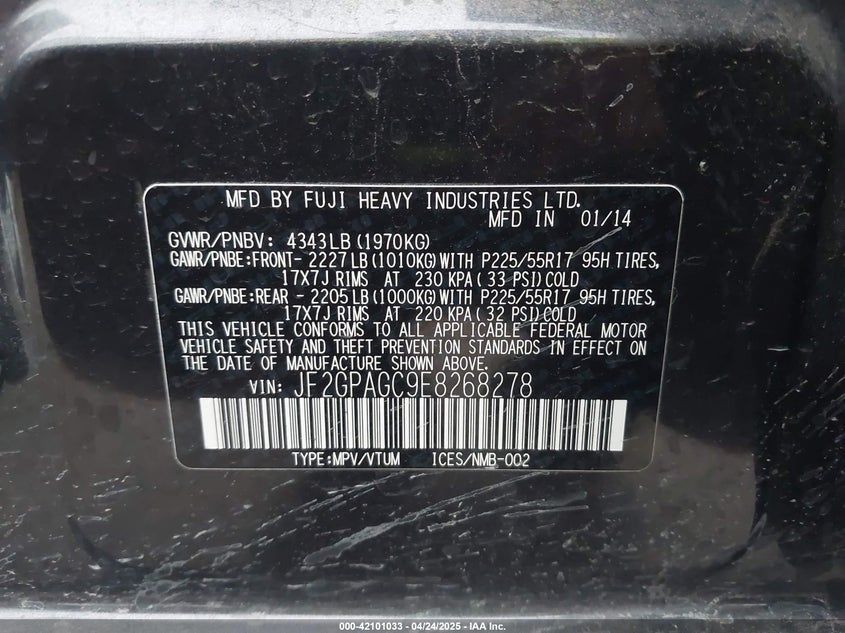 MFD BY FUJI HEAVY INDUSTRIES LTD.
MFD IN 01/14
GVWR/PNBV: 4343LB (1970KG)
GAWR/PNBE:FRONT- 2227LB (1010KG) WITH P225/55R17 95H TIRES,
17X7J RIMS AT 230 KPA ( 33 PSI) COLD
GAWR/PNBE:REAR - 2205LB (1000KG) WITH P225/55R17 95H TIRES,
17X7J RIMS AT 220 KPA ( 32 PSI) COLD
THIS VEHICLE CONFORMS TO ALL APPLICABLE FEDERAL MOTOR
VEHICLE SAFETY AND THEFT PREVENTION STANDARDS IN EFFECT ON
THE DATE OF MANUFACTURE SHOWN ABOVE.
VIN: JF2GPAGC9E8268278
TYPE:MPV/VTUM ICES/NMB-002
000-42101033 - 04/24/2025 - IAA Inc.